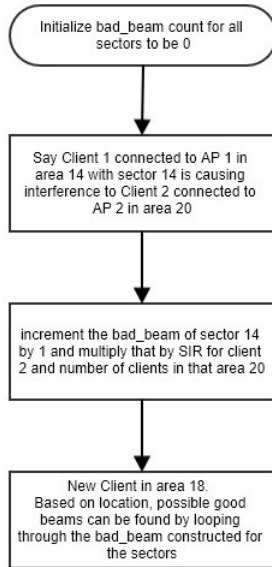 Initialize bad_beam count for all
sectors to be 0
Say Client 1 connected to AP 1 in
area 14 with sector 14 is causing
interference to Client 2 connected to
AP 2 in area 20
increment the bad_beam of sector 14
by 1 and multiply that by SIR for client
2 and number of clients in that area 20
New Client in area 18.
Based on location, possible good
beams can be found by looping
through the bad_beam constructed for
the sectors